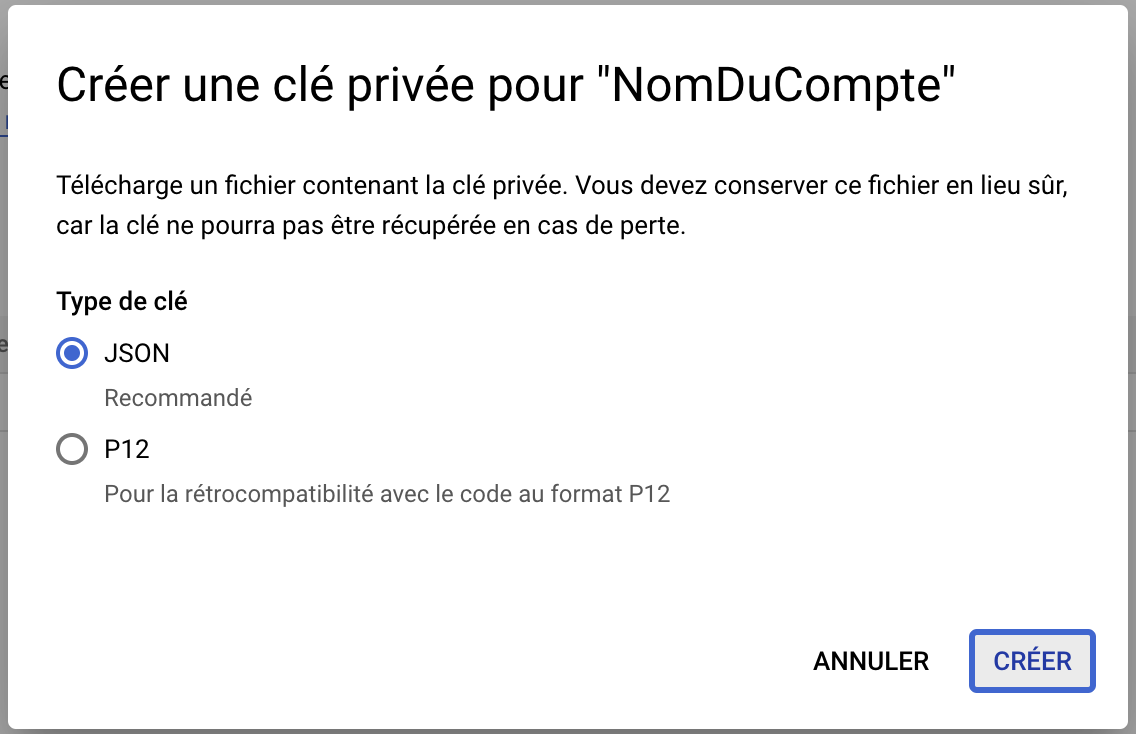 Créer une clé privée pour "NomDuCompte"
Télécharge un fichier contenant la clé privée. Vous devez conserver ce fichier en lieu sûr,
car la clé ne pourra pas être récupérée en cas de perte.
Type de clé
JSON
Recommandé
P12
Pour la rétrocompatibilité avec le code au format P12
ANNULER
CRÉER